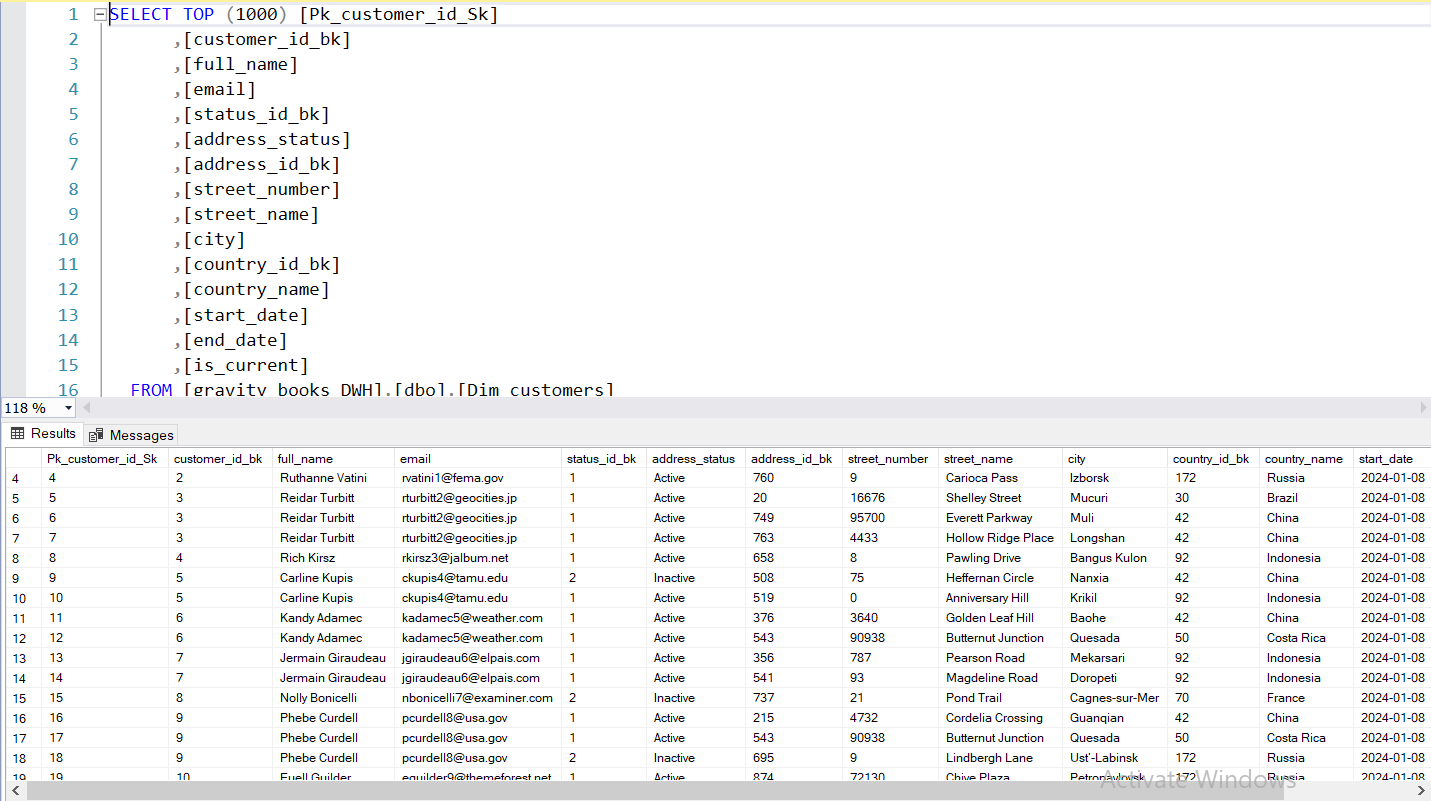 1 SELECT TOP (1000) [Pk_customer_id_Sk]
2 ,[customer_id_bk]
3 ,[full_name]
4 ,[email]
5 ,[status_id_bk]
6 ,[address_status]
7 ,[address_id_bk]
8 ,[street_number]
9 ,[street_name]
10 ,[city]
11 ,[country_id_bk]
12 ,[country_name]
13 ,[start_date]
14 ,[end_date]
15 ,[is_current]
16 FROM [gravity_books_DWH].[dbo].[Dim_customers]
118 %
Results Messages
Pk_customer_id_Sk customer_id_bk full_name email status_id_bk address_status address_id_bk street_number street_name city country_id_bk country_name start_date
4 4 2 Ruthanne Vatini rvatini1@fema.gov 1 Active 760 9 Carioca Pass Izborsk 172 Russia 2024-01-08
5 5 3 Reidar Turbitt rturbitt2@geocities.jp 1 Active 20 16676 Shelley Street Mucuri 30 Brazil 2024-01-08
6 6 3 Reidar Turbitt rturbitt2@geocities.jp 1 Active 749 95700 Everett Parkway Muli 42 China 2024-01-08
7 7 3 Reidar Turbitt rturbitt2@geocities.jp 1 Active 763 4433 Hollow Ridge Place Longshan 42 China 2024-01-08
8 8 4 Rich Kirsz rkirsz3@jalbum.net 1 Active 658 8 Pawling Drive Bangus Kulon 92 Indonesia 2024-01-08
9 9 5 Carline Kupis ckupis4@tamu.edu 2 Inactive 508 75 Heffernan Circle Nanxia 42 China 2024-01-08
10 10 5 Carline Kupis ckupis4@tamu.edu 1 Active 519 0 Anniversary Hill Krikil 92 Indonesia 2024-01-08
11 11 6 Kandy Adamec kadamec5@weather.com 1 Active 376 3640 Golden Leaf Hill Baohe 42 China 2024-01-08
12 12 6 Kandy Adamec kadamec5@weather.com 1 Active 543 90938 Butternut Junction Quesada 50 Costa Rica 2024-01-08
13 13 7 Jermain Giraudeau jgiraudeau6@elpais.com 1 Active 356 787 Pearson Road Mekarsari 92 Indonesia 2024-01-08
14 14 7 Jermain Giraudeau jgiraudeau6@elpais.com 1 Active 541 93 Magdeline Road Doropeti 92 Indonesia 2024-01-08
15 15 8 Nolly Bonicelli nbonicelli7@examiner.com 2 Inactive 737 21 Pond Trail Cagnes-sur-Mer 70 France 2024-01-08
16 16 9 Phebe Curdell pcurdell8@usa.gov 1 Active 215 4732 Cordelia Crossing Guanqian 42 China 2024-01-08
17 17 9 Phebe Curdell pcurdell8@usa.gov 1 Active 543 90938 Butternut Junction Quesada 50 Costa Rica 2024-01-08
18 18 9 Phebe Curdell pcurdell8@usa.gov 2 Inactive 695 9 Lindbergh Lane Ust'-Labinsk 172 Russia 2024-01-08
19 19 10 Euell Guilder eguilder9@themeforest.net 1 Active 874 72130 Chive Plaza Petropavlovsk 172 Russia 2024-01-08
Activate Windows